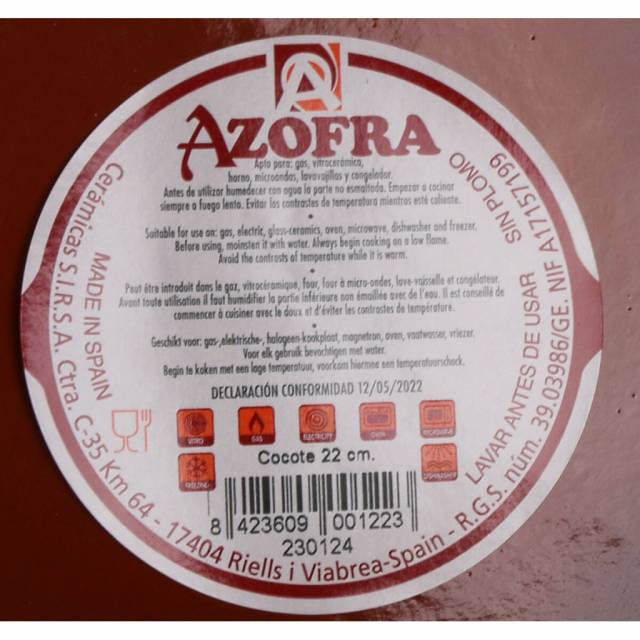 AZOFRA
Apto para: gas, vitrocerámica,
horno, microondas, lavavajillas y congelador.
Antes de utilizar humedecer con agua la parte no esmaltada. Empezar a cocinar
siempre a fuego lento. Evitar los contrastes de temperatura mientras esté caliente.
Suitable for use on: gas, electric, glass-ceramics, oven, microwave, dishwasher and freezer.
Before using, moinsten it with water. Always begin cooking on a low flame.
Avoid the contrasts of temperature while it is warm.
Peut être introduit dans le gaz, vitrocéramique, four, four à micro-ondes, lave-vaisselle et congélateur.
Avant toute utilisation il faut humidifier la partie inférieure non émaillée avec de l'eau. Il est conseillé de
commencer à cuisiner avec le doux et d'éviter les contrastes de température.
Geschikt voor: gas-,elektrische-, halogeen-kookplaat, magnetron, oven, vaatwasser, vriezer.
Voor elk gebruik bevochtigen met water.
Begin te koken met een lage temperatuur, voorkom hiermee een temperatuurschock.
DECLARACIÓN CONFORMIDAD 12/05/2022
VITRO
GAS
ELECTRICITY
OVEN
MICROWAVE
FREEZING
DISHWASHER
Cocote 22 cm.
8 423609 001223
230124
MADE IN SPAIN
SIN PLOMO
LAVAR ANTES DE USAR
Cerámicas S.I.R.S.A. Ctra. C-35 Km 64 - 17404 Riells i Viabrea-Spain - R.G.S. núm. 39.03986/GE. NIF A17157199